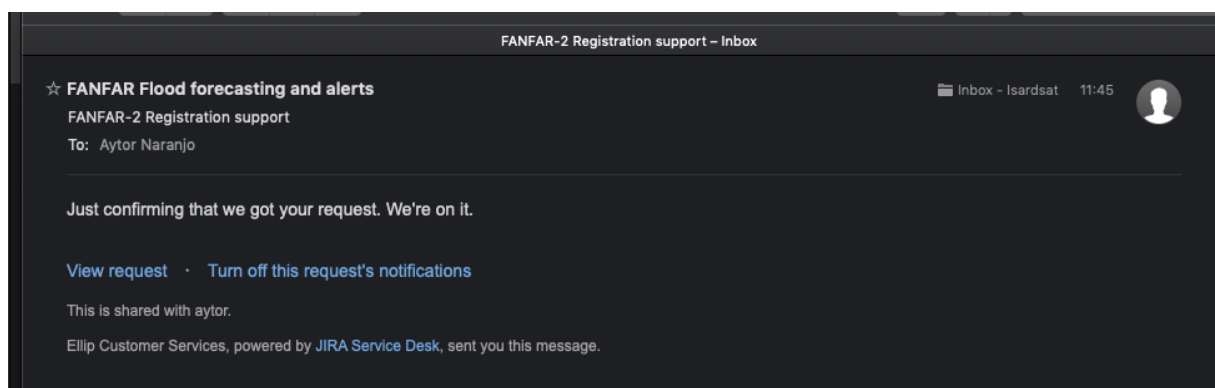 FANFAR-2 Registration support – Inbox
☆ FANFAR Flood forecasting and alerts
Inbox - Isardsat 11:45
FANFAR-2 Registration support
To: Aytor Naranjo
Just confirming that we got your request. We're on it.
View request · Turn off this request's notifications
This is shared with aytor.
Ellip Customer Services, powered by JIRA Service Desk, sent you this message.